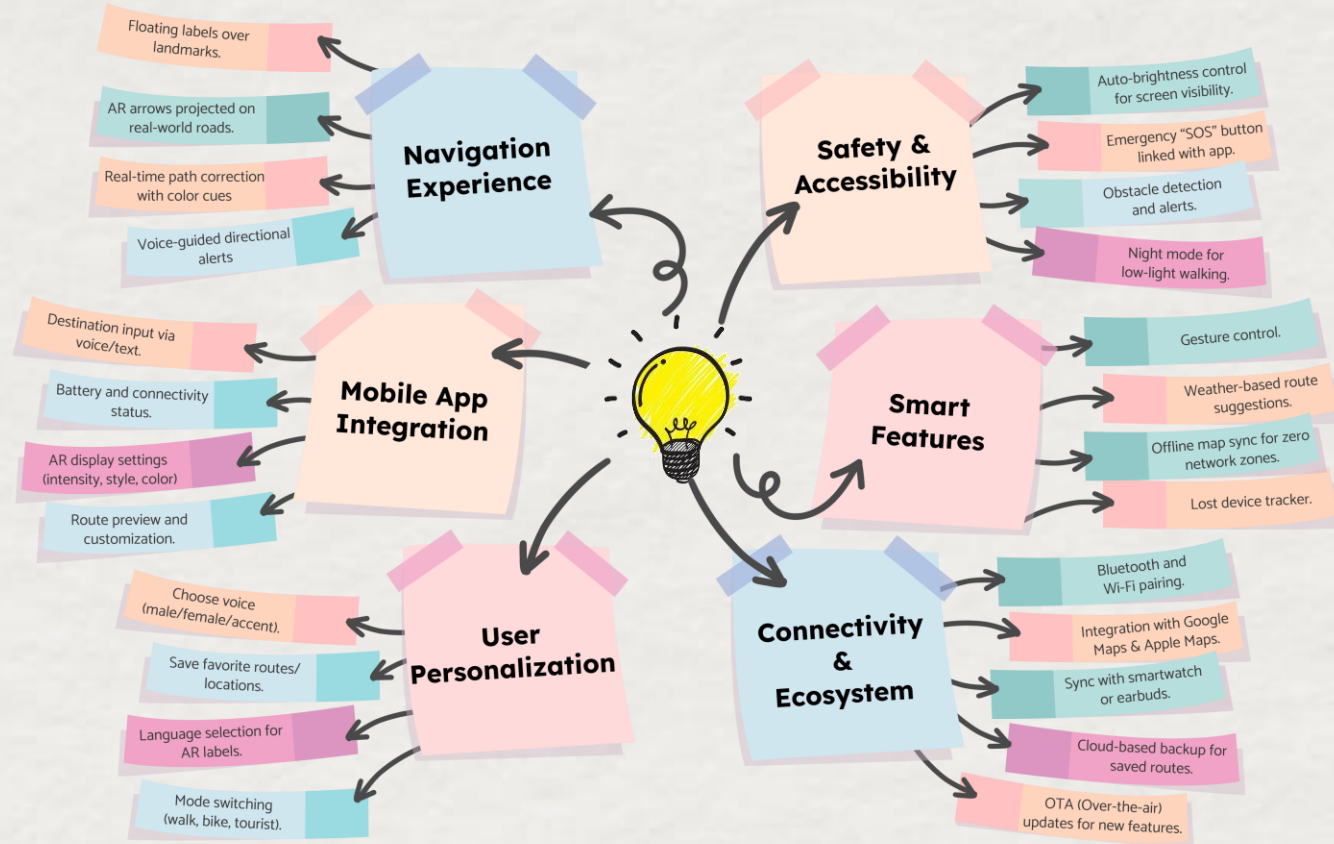 Floating labels over
landmarks.
AR arrows projected on
real-world roads.
Real-time path correction
with color cues
Voice-guided directional
alerts
Navigation
Experience
Safety &
Accessibility
Auto-brightness control
for screen visibility.
Emergency “SOS” button
linked with app.
Obstacle detection
and alerts.
Night mode for
low-light walking.
Destination input via
voice/text.
Battery and connectivity
status.
AR display settings
(intensity, style, color)
Route preview and
customization.
Mobile App
Integration
Smart
Features
Gesture control.
Weather-based route
suggestions.
Offline map sync for zero
network zones.
Lost device tracker.
Choose voice
(male/female/accent).
Save favorite routes/
locations.
Language selection for
AR labels.
Mode switching
(walk, bike, tourist).
User
Personalization
Connectivity
&
Ecosystem
Bluetooth and
Wi-Fi pairing.
Integration with Google
Maps & Apple Maps.
Sync with smartwatch
or earbuds.
Cloud-based backup for
saved routes.
OTA (Over-the-air)
updates for new features.